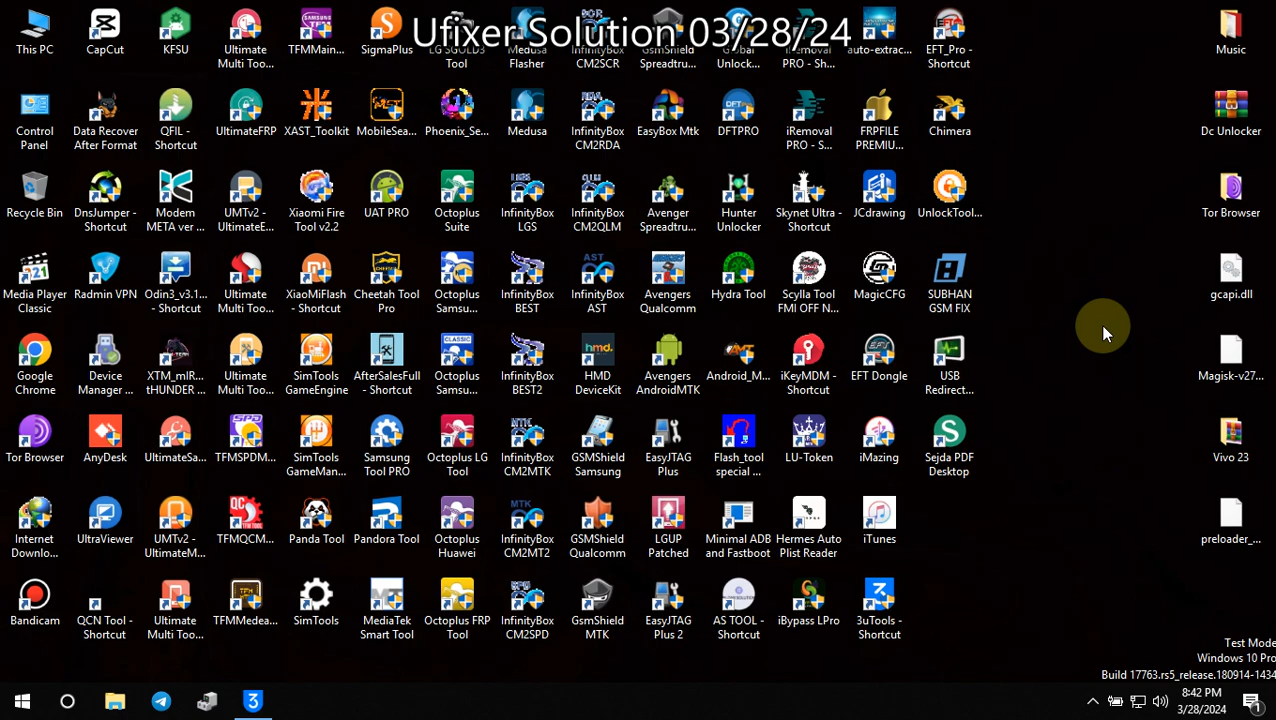 Ufixer Solution 03/28/24
This PC
CapCut
KFSU
Ultimate
Multi Too...
TFMMain...
SigmaPlus
LG SGOLD3
Tool
Medusa
Flasher
InfinityBox
CM2SCR
GsmShield
Spreadtru...
Global
Unlock...
iRemoval
PRO - Sh...
auto-extrac...
EFT_Pro -
Shortcut
Music
Control
Panel
Data Recover
After Format
QFIL -
Shortcut
UltimateFRP
XAST_Toolkit
MobileSea...
Phoenix_Se...
Medusa
InfinityBox
CM2RDA
EasyBox Mtk
DFTPRO
iRemoval
PRO - S...
FRPFILE
PREMIU...
Chimera
Dc Unlocker
Recycle Bin
DnsJumper -
Shortcut
Modem
META ver ...
UMTv2 -
UltimateE...
Xiaomi Fire
Tool v2.2
UAT PRO
Octoplus
Suite
InfinityBox
LGS
InfinityBox
CM2QLM
Avenger
Spreadtru...
Hunter
Unlocker
Skynet Ultra -
Shortcut
JCdrawing
UnlockTool...
Tor Browser
Media Player
Classic
Radmin VPN
Odin3_v3.1...
- Shortcut
Ultimate
Multi Too...
XiaoMiFlash
- Shortcut
Cheetah Tool
Pro
Octoplus
Samsu...
InfinityBox
BEST
InfinityBox
AST
Avengers
Qualcomm
Hydra Tool
Scylla Tool
FMI OFF N...
MagicCFG
SUBHAN
GSM FIX
gcapi.dll
Google
Chrome
Device
Manager ...
XTM_mIR...
tHUNDER ...
Ultimate
Multi Too...
SimTools
GameEngine
AfterSalesFull
- Shortcut
Octoplus
Samsu...
InfinityBox
BEST2
HMD
DeviceKit
Avengers
AndroidMTK
Android_M...
iKeyMDM -
Shortcut
EFT Dongle
USB
Redirect...
Magisk-v27...
Tor Browser
AnyDesk
UltimateSa...
TFMSPDM...
SimTools
GameMan...
Samsung
Tool PRO
Octoplus LG
Tool
InfinityBox
CM2MTK
GSMShield
Samsung
EasyJTAG
Plus
Flash_tool
special ...
LU-Token
iMazing
Sejda PDF
Desktop
Vivo 23
Internet
Downlo...
UltraViewer
UMTv2 -
UltimateM...
TFMQCM...
Panda Tool
Pandora Tool
Octoplus
Huawei
InfinityBox
CM2MT2
GSMShield
Qualcomm
LGUP
Patched
Minimal ADB
and Fastboot
Hermes Auto
Plist Reader
iTunes
preloader_...
Bandicam
QCN Tool -
Shortcut
Ultimate
Multi Too...
TFMMedea...
SimTools
MediaTek
Smart Tool
Octoplus FRP
Tool
InfinityBox
CM2SPD
GsmShield
MTK
EasyJTAG
Plus 2
AS TOOL -
Shortcut
iBypass LPro
3uTools -
Shortcut
Test Mode
Windows 10 Pro
Build 17763.rs5_release.180914-1434
8:42 PM
3/28/2024